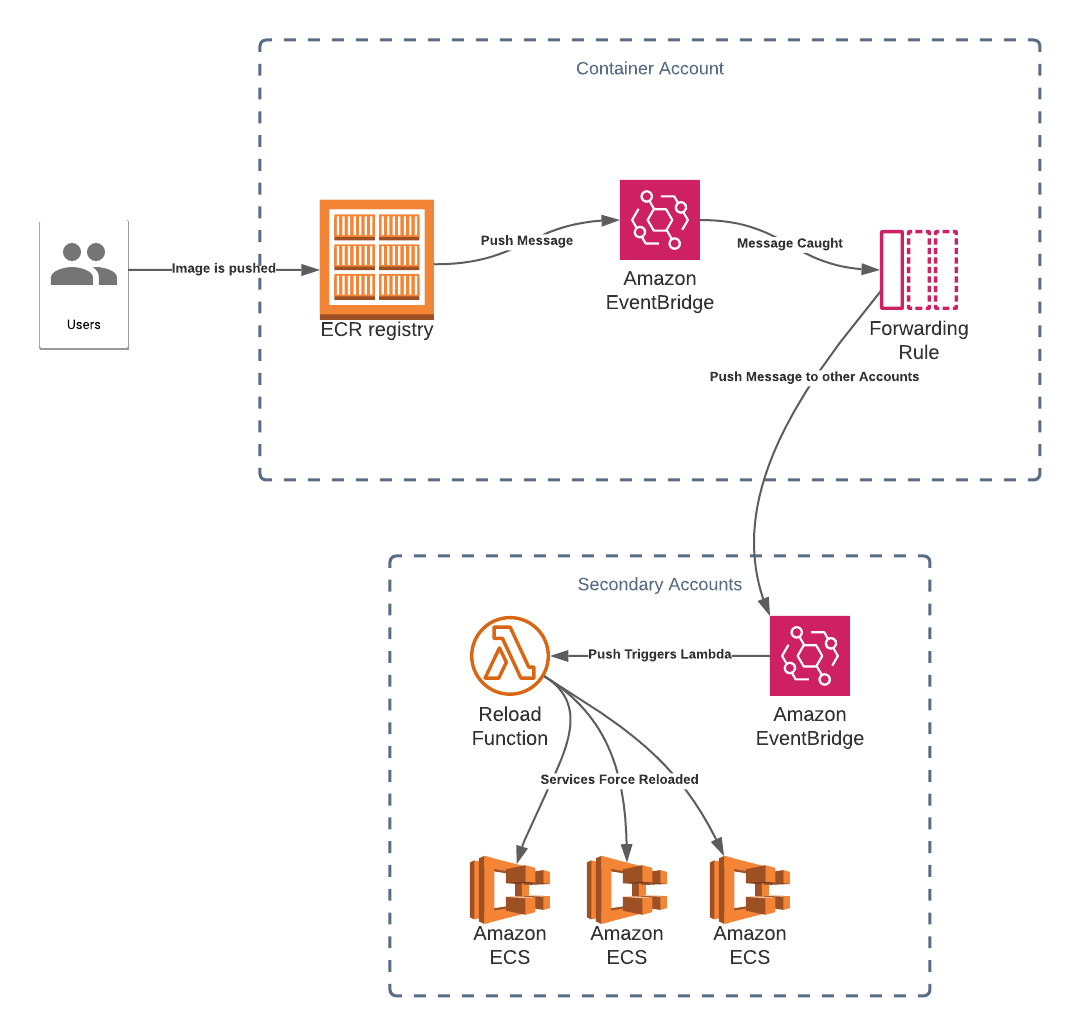 Container Account
Push Message
Amazon
EventBridge
Message Caught
Image is pushed
Users
ECR registry
Forwarding
Rule
Push Message to other Accounts
Secondary Accounts
Push Triggers Lambda
Reload
Function
Amazon
EventBridge
Services Force Reloaded
Amazon
ECS
Amazon
ECS
Amazon
ECS